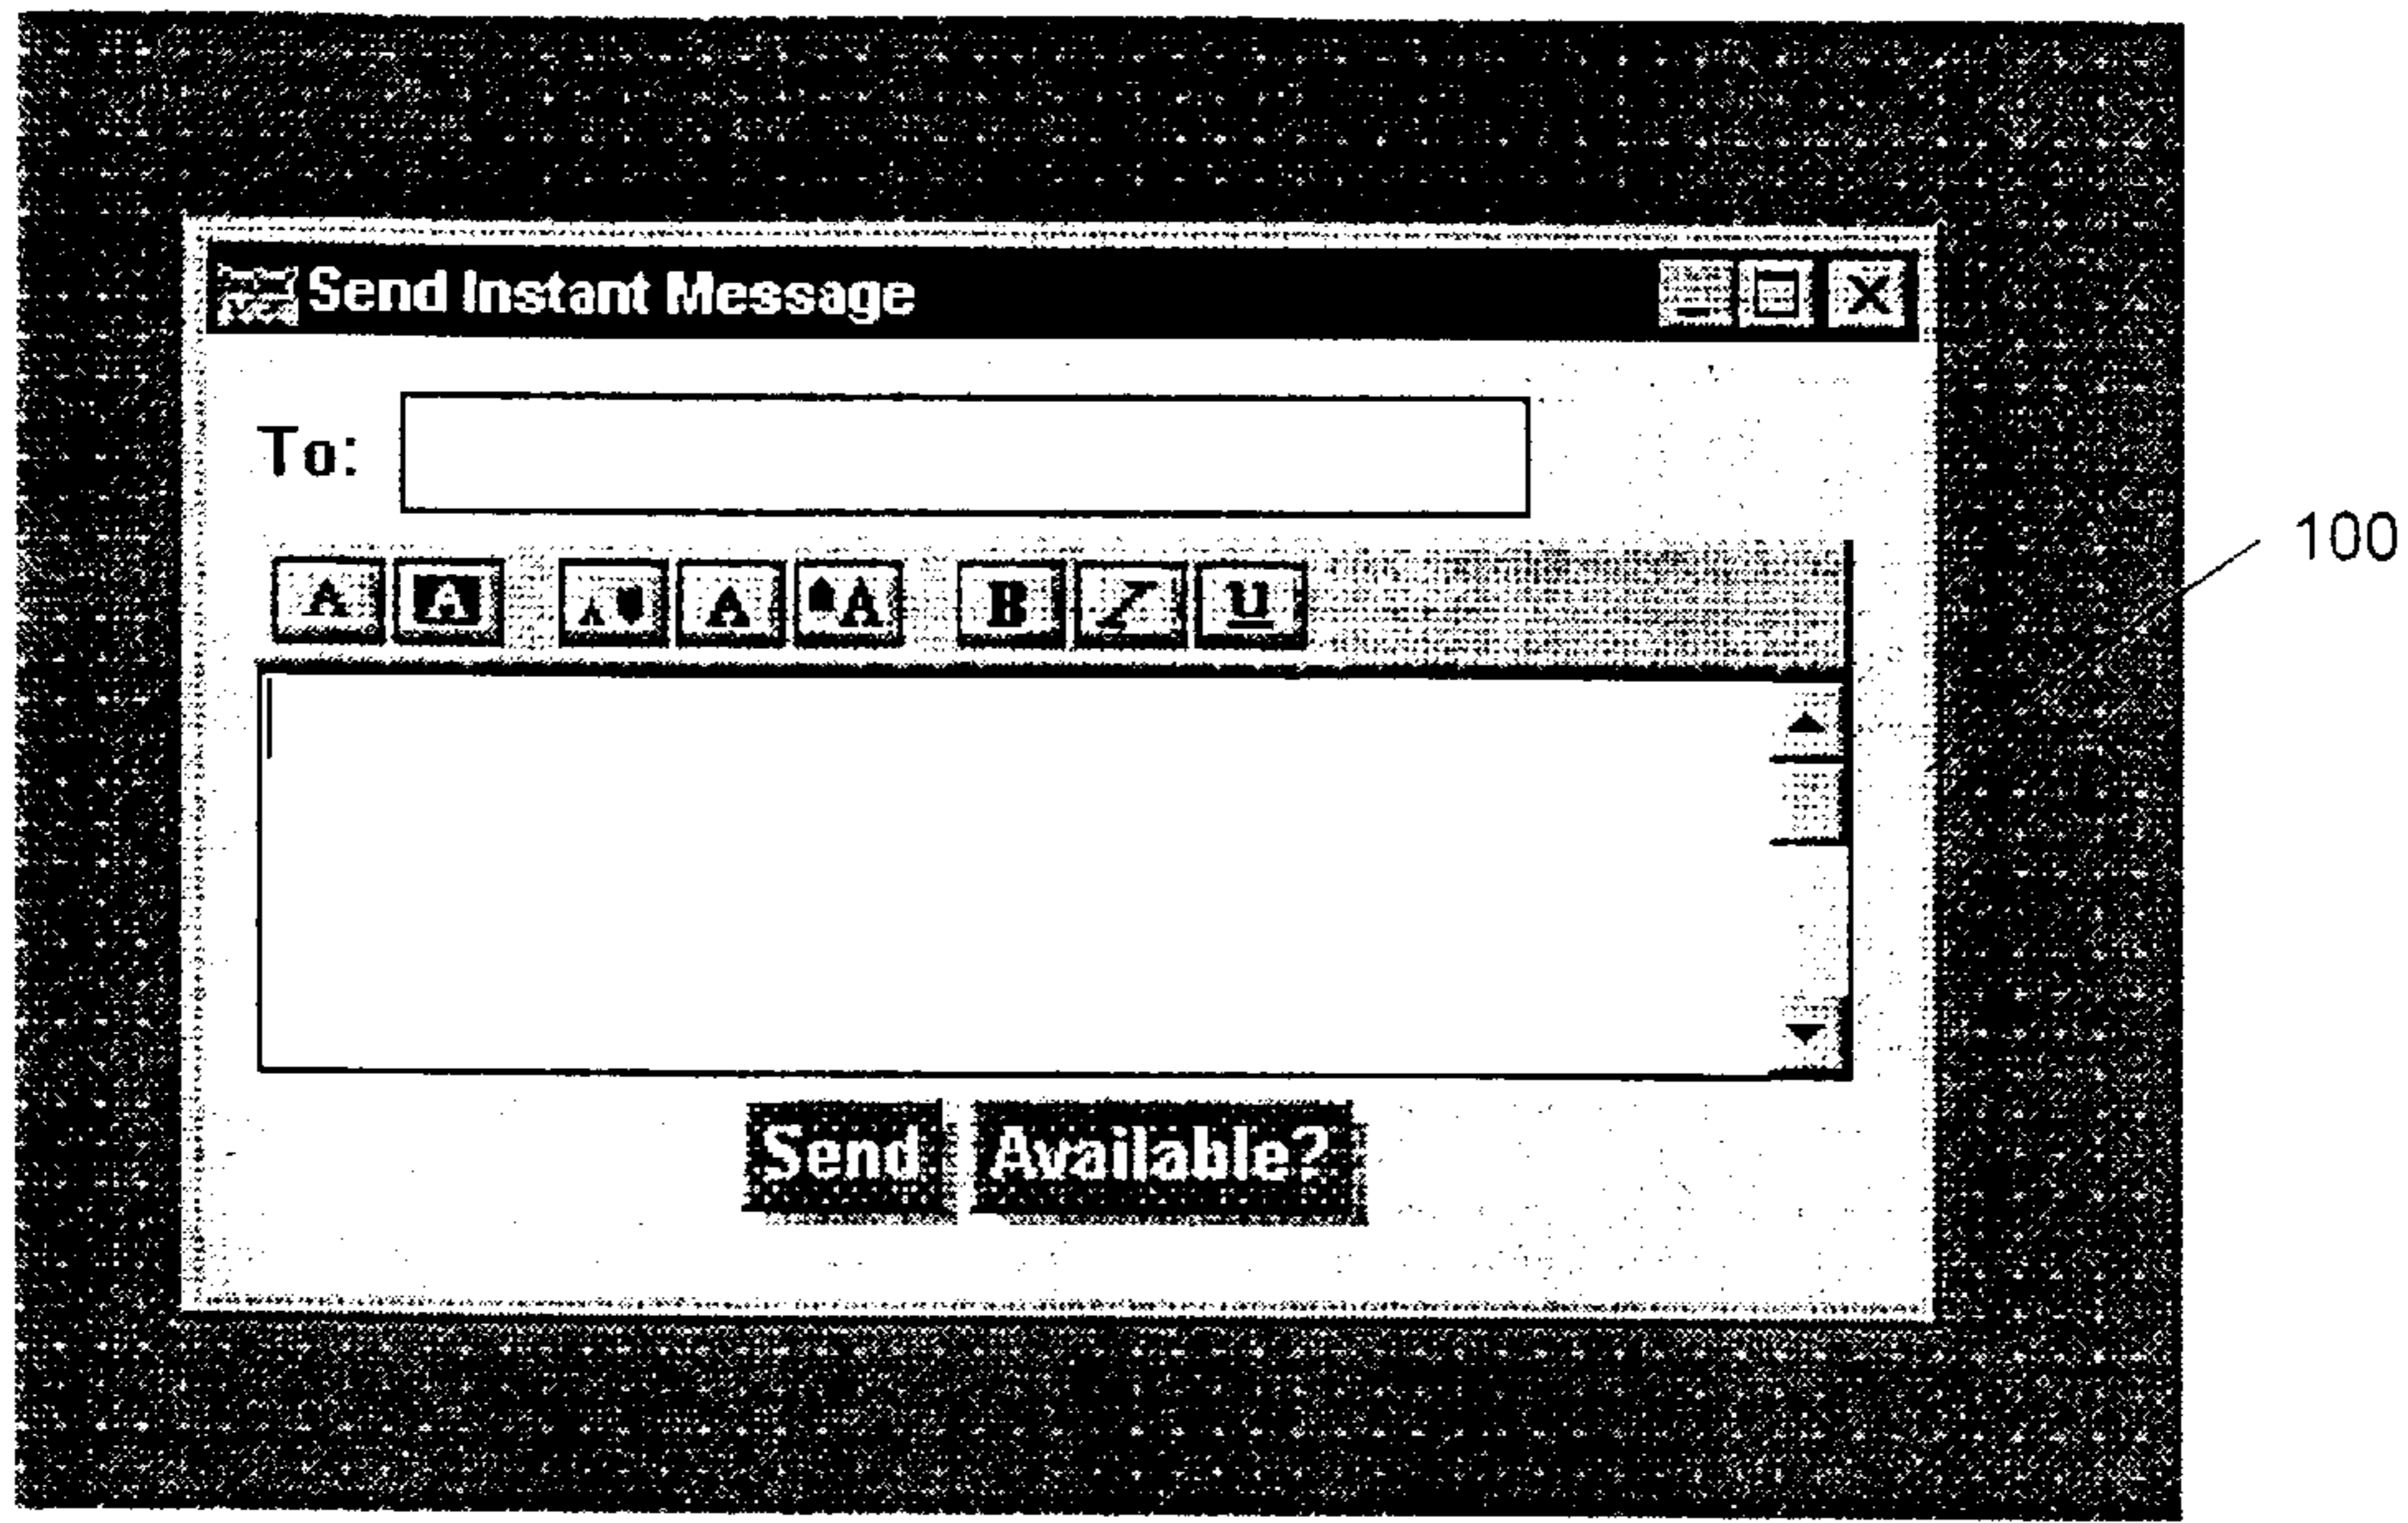 Send Instant Message
To:
100
A A A A A B I U
Send Available?